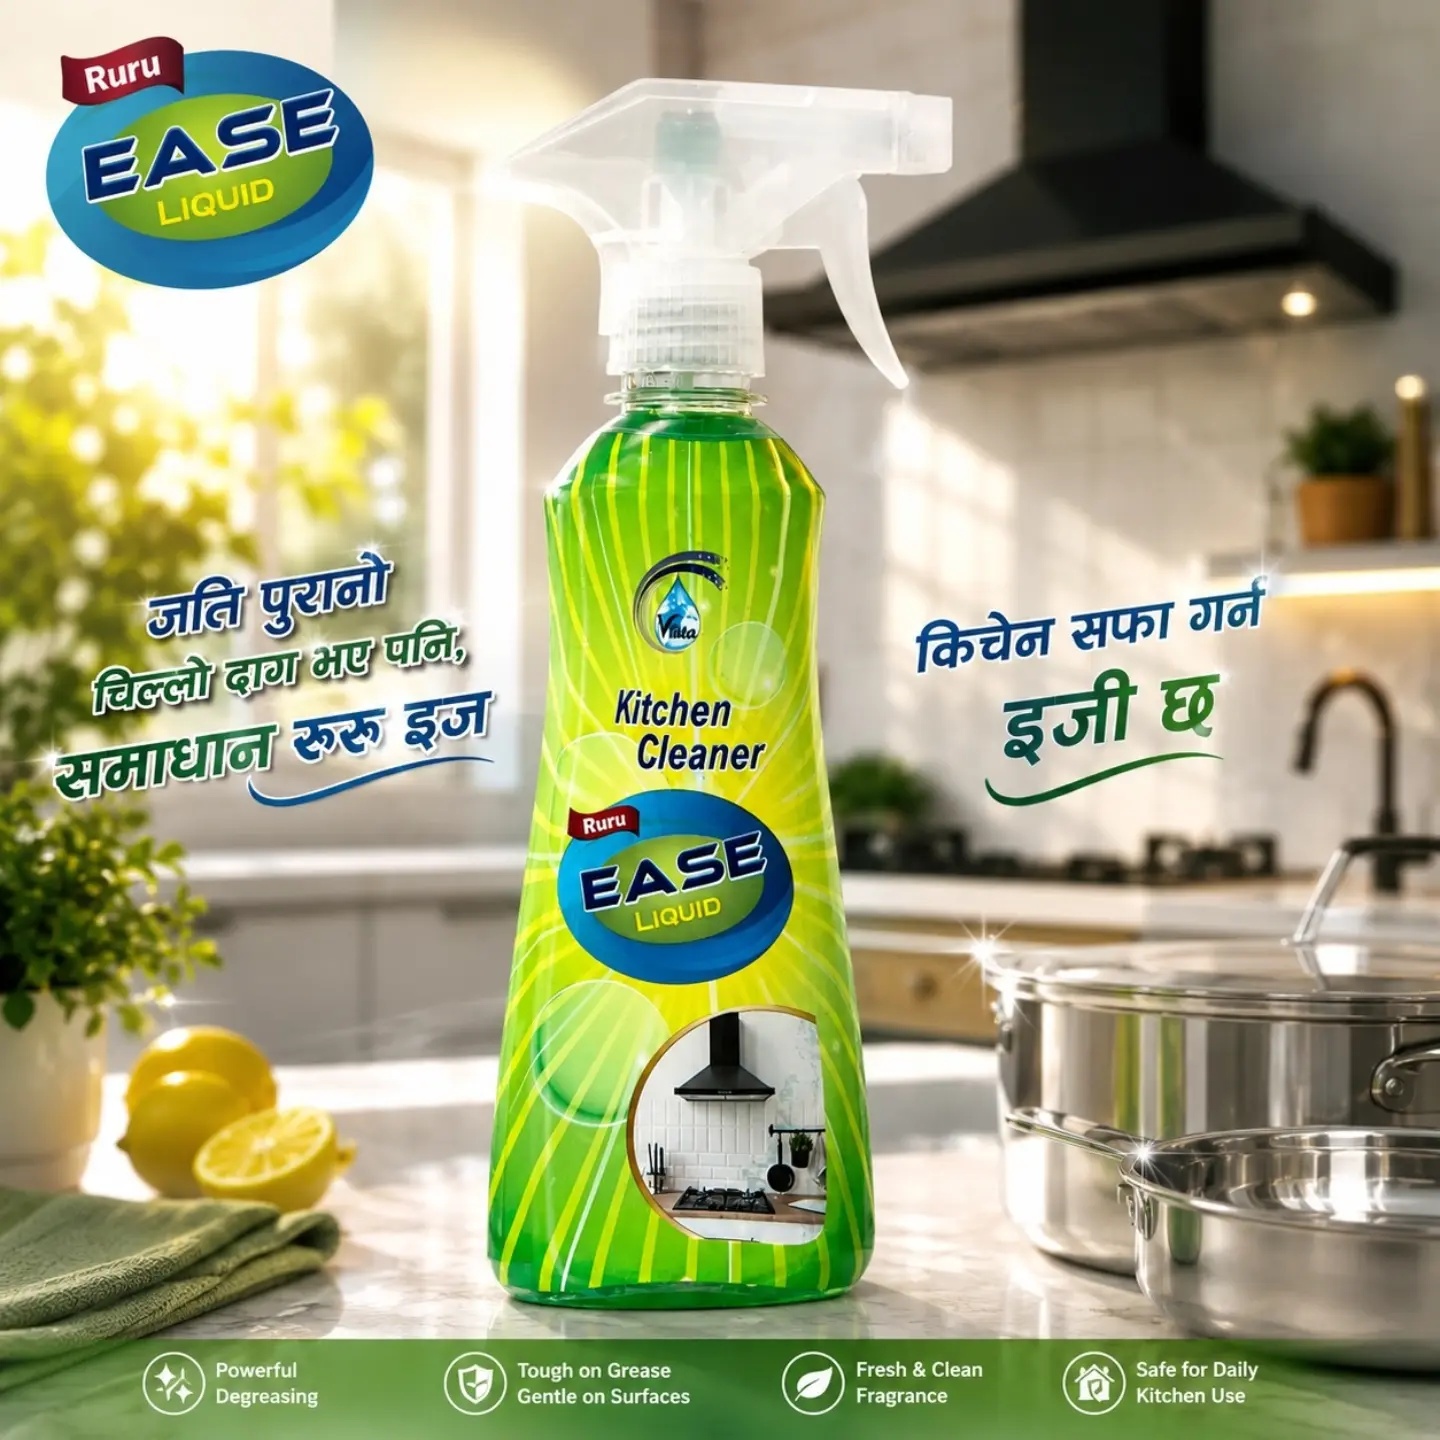 Ruru
EASE
LIQUID
जति पुरानो
चिल्लो दाग भए पनि,
समाधान रुरू इज
किचेन सफा गर्न
इजी छ
Vista
Kitchen
Cleaner
Ruru
EASE
LIQUID
Powerful
Degreasing
Tough on Grease
Gentle on Surfaces
Fresh & Clean
Fragrance
Safe for Daily
Kitchen Use